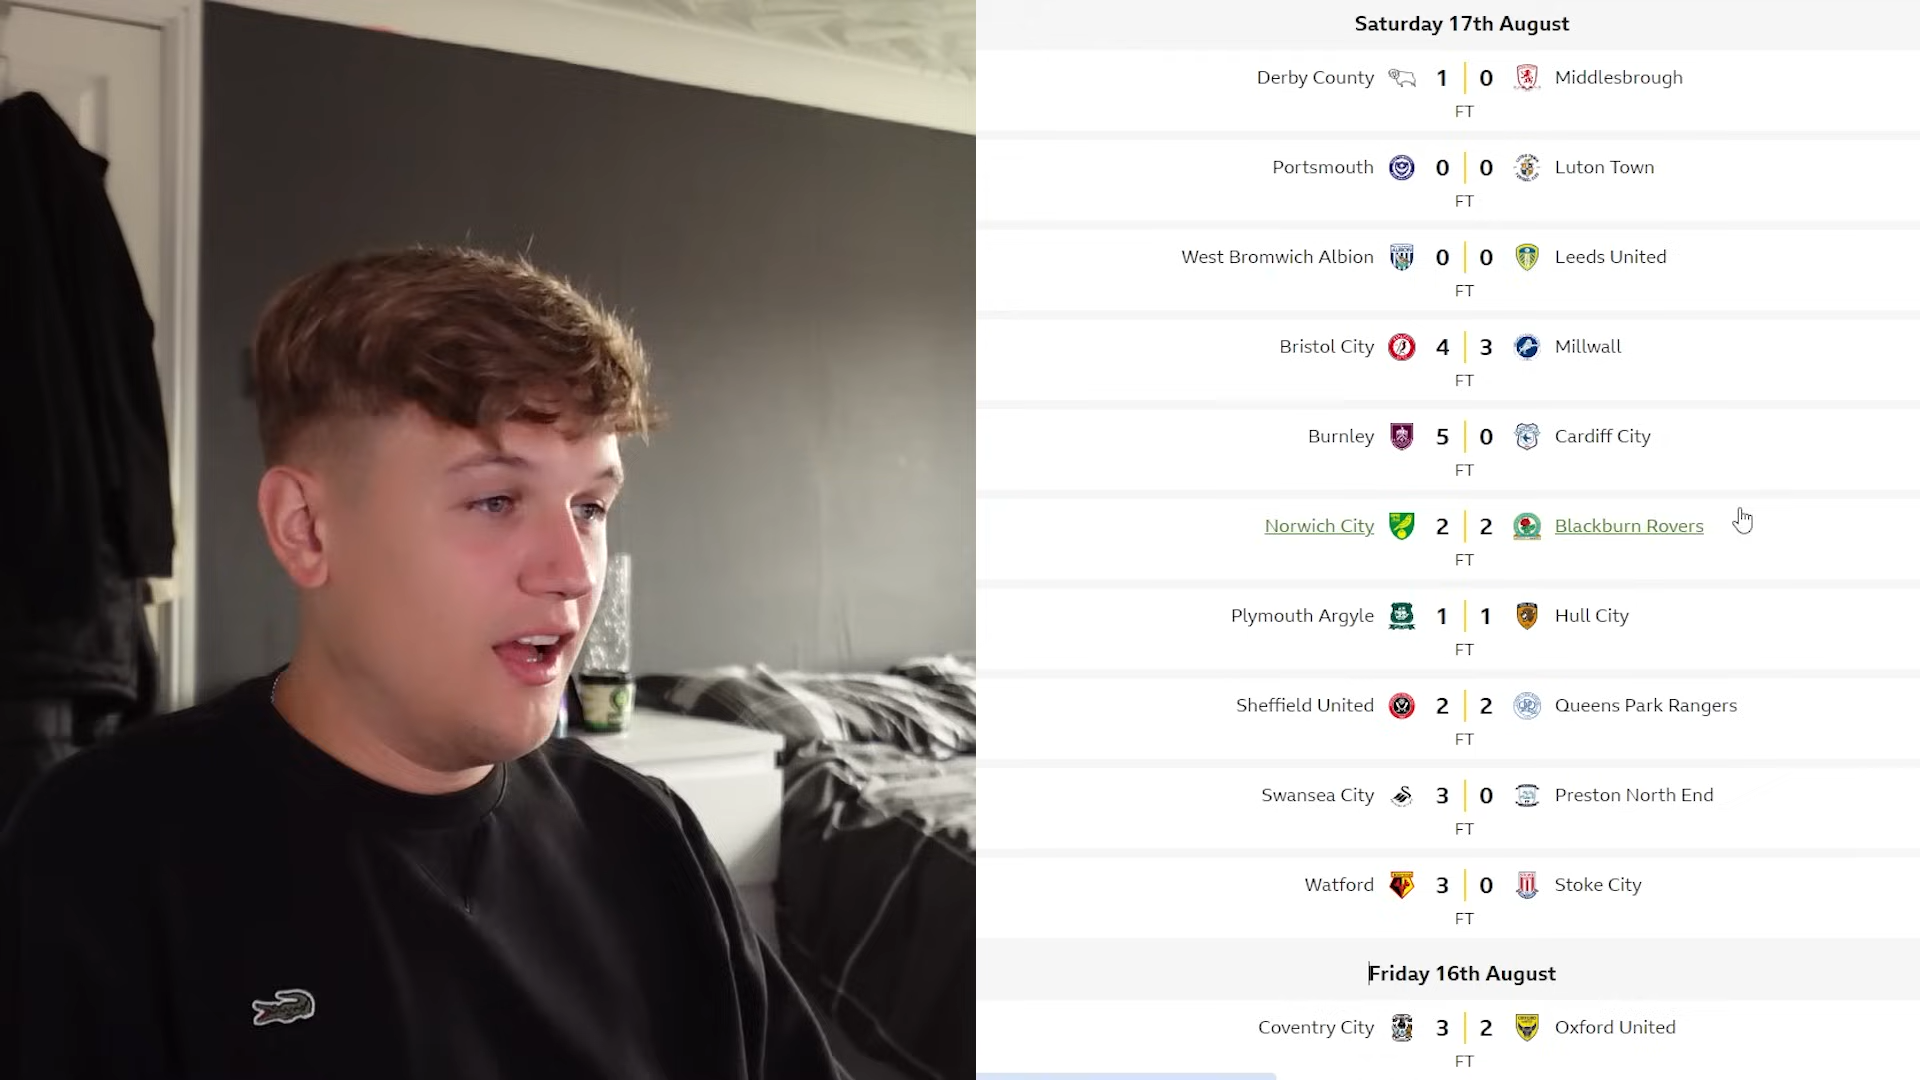 Saturday 17th August
Derby County 1 0 Middlesbrough
FT
Portsmouth 0 0 Luton Town
FT
West Bromwich Albion 0 0 Leeds United
FT
Bristol City 4 3 Millwall
FT
Burnley 5 0 Cardiff City
FT
Norwich City 2 2 Blackburn Rovers
FT
Plymouth Argyle 1 1 Hull City
FT
Sheffield United 2 2 Queens Park Rangers
FT
Swansea City 3 0 Preston North End
FT
Watford 3 0 Stoke City
FT
Friday 16th August
Coventry City 3 2 Oxford United
FT